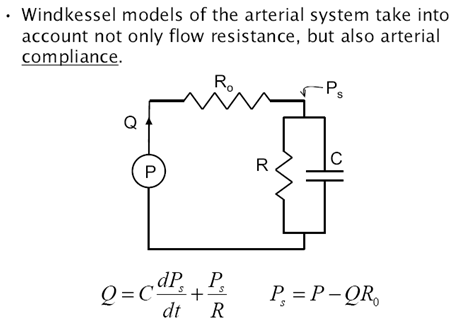 • Windkessel models of the arterial system take into
account not only flow resistance, but also arterial
compliance.
Rₒ
Pₛ
Q
P
R
C
Q = C dPₛ/dt + Pₛ/R
Pₛ = P − QR₀